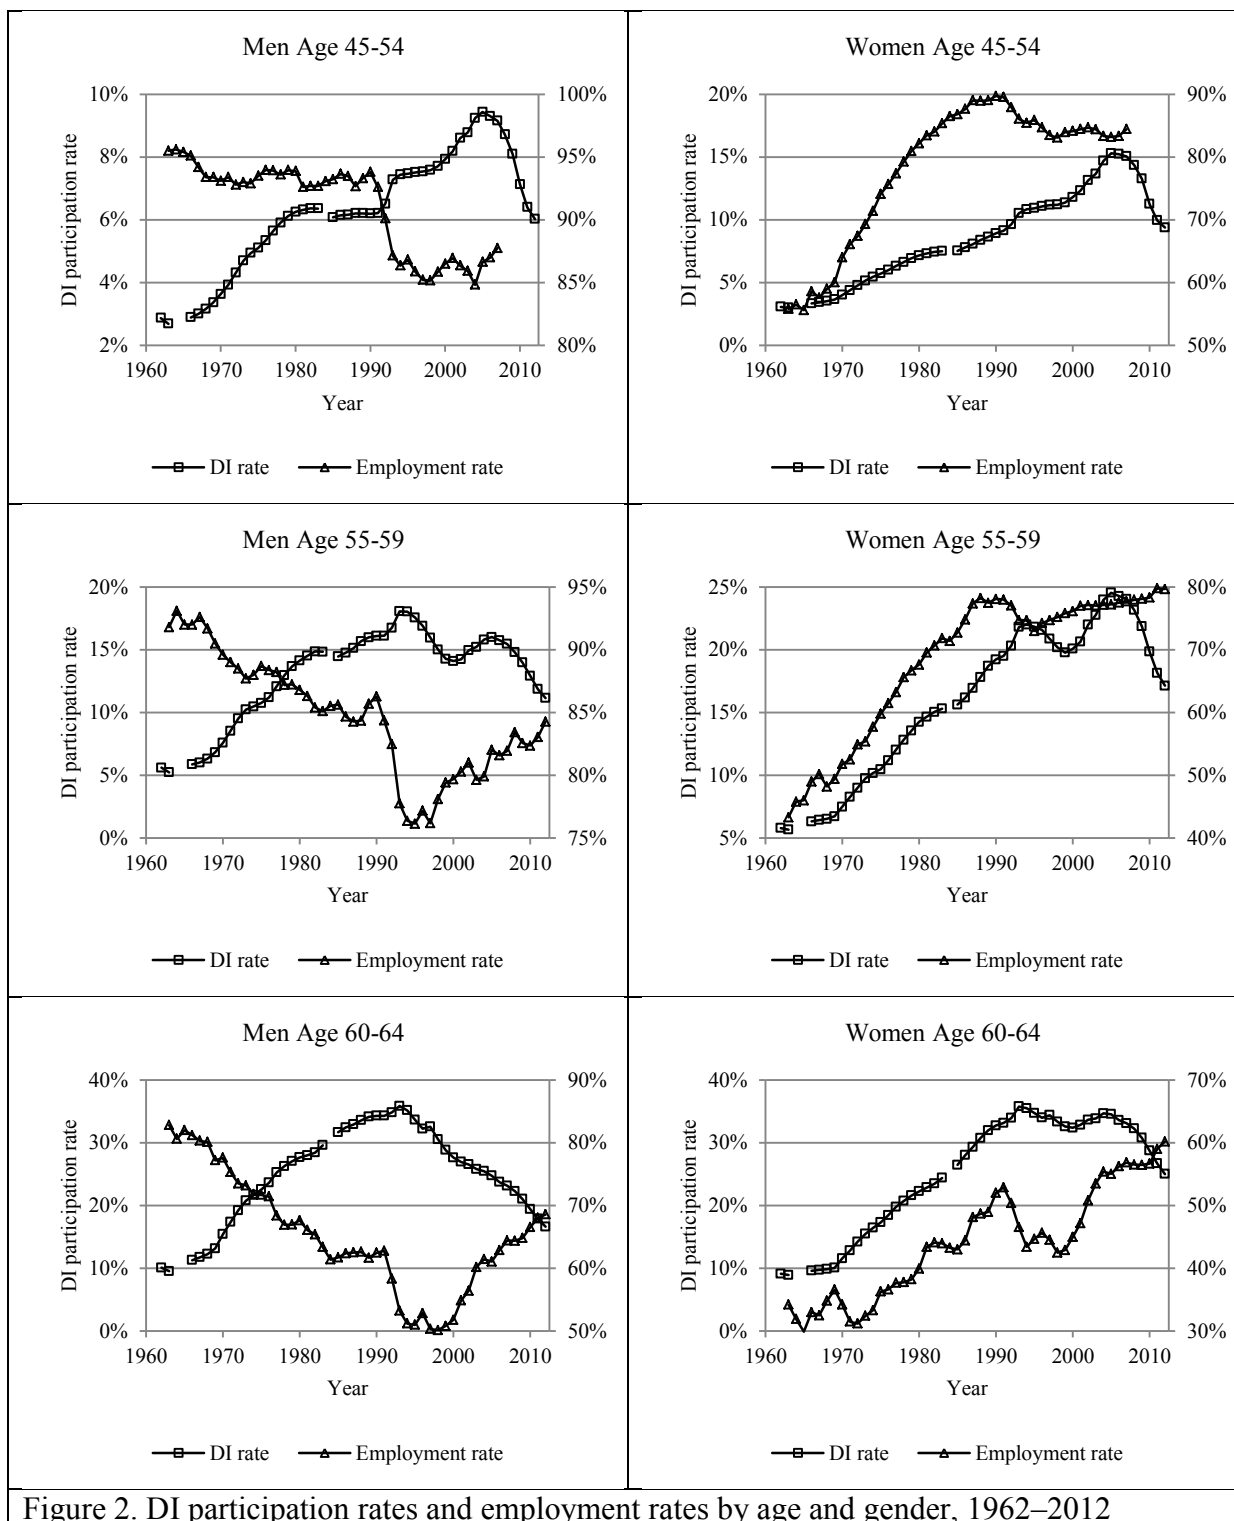 Men Age 45-54
10%
8%
6%
4%
2%
100%
95%
90%
85%
80%
DI participation rate
1960 1970 1980 1990 2000 2010
Year
DI rate Employment rate
Women Age 45-54
20%
15%
10%
5%
0%
90%
80%
70%
60%
50%
DI participation rate
1960 1970 1980 1990 2000 2010
Year
DI rate Employment rate
Men Age 55-59
20%
15%
10%
5%
0%
95%
90%
85%
80%
75%
DI participation rate
1960 1970 1980 1990 2000 2010
Year
DI rate Employment rate
Women Age 55-59
25%
20%
15%
10%
5%
80%
70%
60%
50%
40%
DI participation rate
1960 1970 1980 1990 2000 2010
Year
DI rate Employment rate
Men Age 60-64
40%
30%
20%
10%
0%
90%
80%
70%
60%
50%
DI participation rate
1960 1970 1980 1990 2000 2010
Year
DI rate Employment rate
Women Age 60-64
40%
30%
20%
10%
0%
70%
60%
50%
40%
30%
DI participation rate
1960 1970 1980 1990 2000 2010
Year
DI rate Employment rate
Figure 2. DI participation rates and employment rates by age and gender, 1962–2012